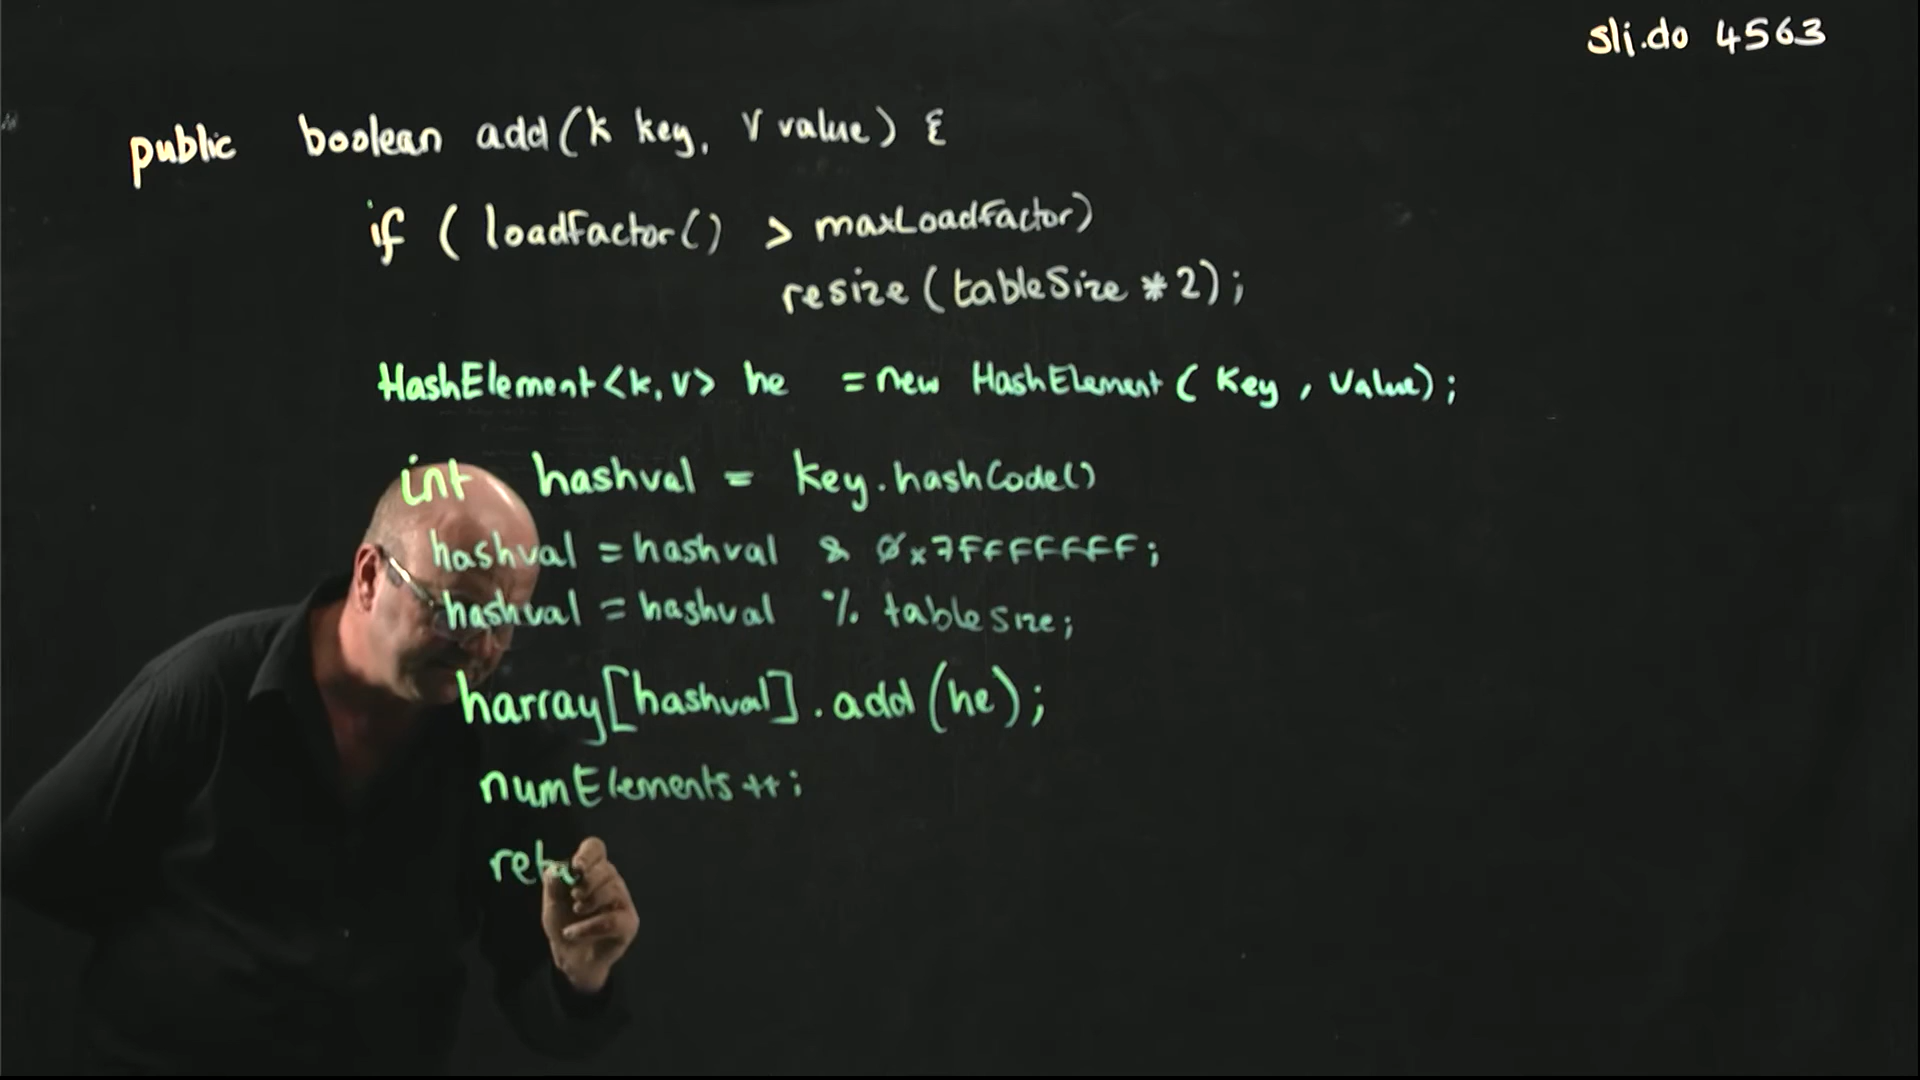 sli.do 4563
public boolean add(k key, V value) {
if ( loadFactor() > maxLoadFactor)
resize (tableSize * 2);
HashElement<k,v> he = new HashElement ( Key , Value);
int hashval = key.hashCode()
hashval = hashval & 0x7FFFFFFF;
hashval = hashval % tablesize;
harray[hashval].add(he);
numElements++;